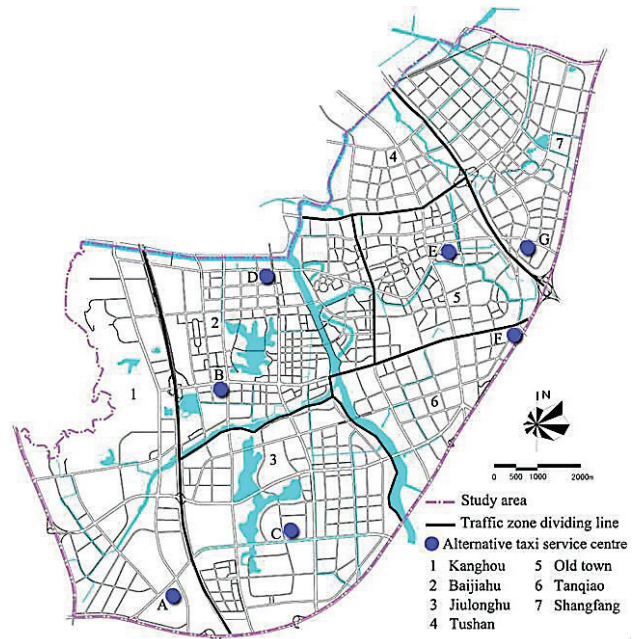 4
7
G
E
D
5
2
F
B
1
6
IN
3
0 500 1000 2000m
Study area
C
Traffic zone dividing line
Alternative taxi service centre
1 Kanghou 5 Old town
2 Baijiahu 6 Tanqiao
A
3 Jiulonghu 7 Shangfang
4 Tushan